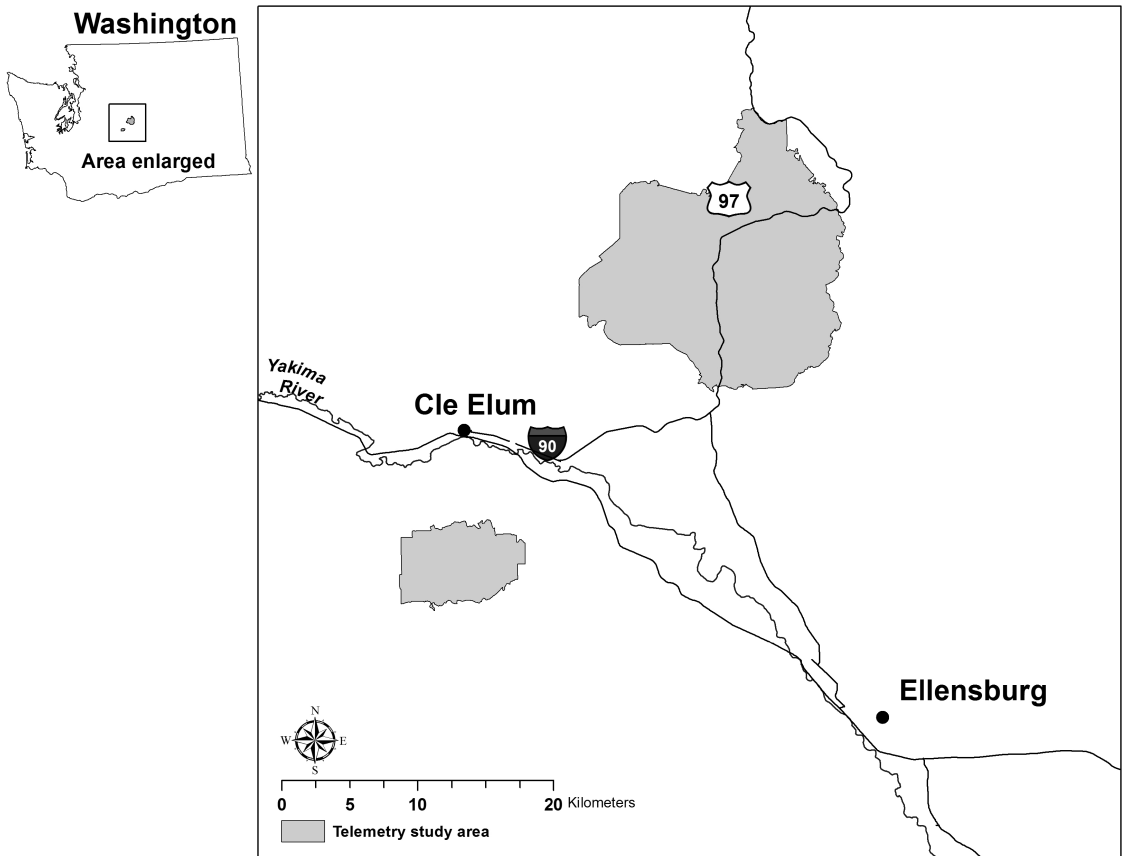 Washington
Area enlarged
97
Yakima
River
Cle Elum
90
Ellensburg
N
W E
S
0 5 10 20 Kilometers
Telemetry study area